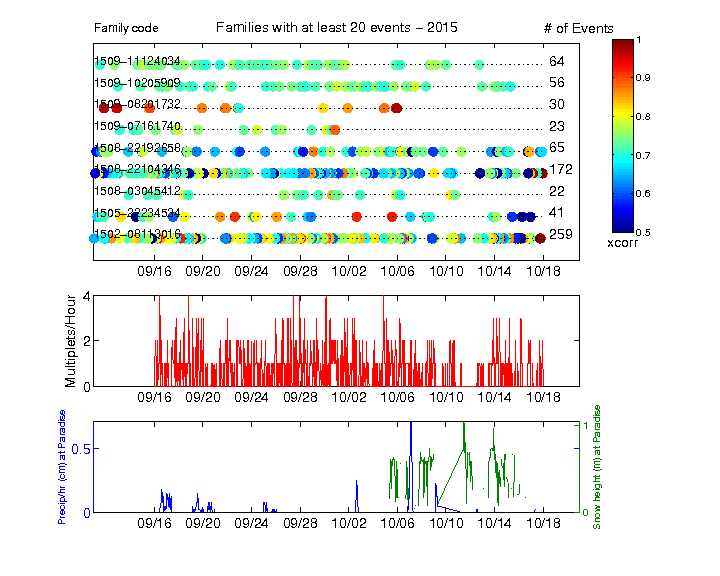 Family code Families with at least 20 events − 2015 # of Events
1509−11124034 64
1509−10205909 56
1509−08201732 30
1509−07161740 23
1508−22192658 65
1508−22104346 172
1508−03045412 22
1505−22234524 41
1502−08113016 259
1
0.9
0.8
0.7
0.6
0.5
xcorr
09/16 09/20 09/24 09/28 10/02 10/06 10/10 10/14 10/18
Multiplets/Hour
4
2
0
09/16 09/20 09/24 09/28 10/02 10/06 10/10 10/14 10/18
Precip/hr (cm) at Paradise
0.5
0
1
0
Snow height (m) at Paradise
09/16 09/20 09/24 09/28 10/02 10/06 10/10 10/14 10/18